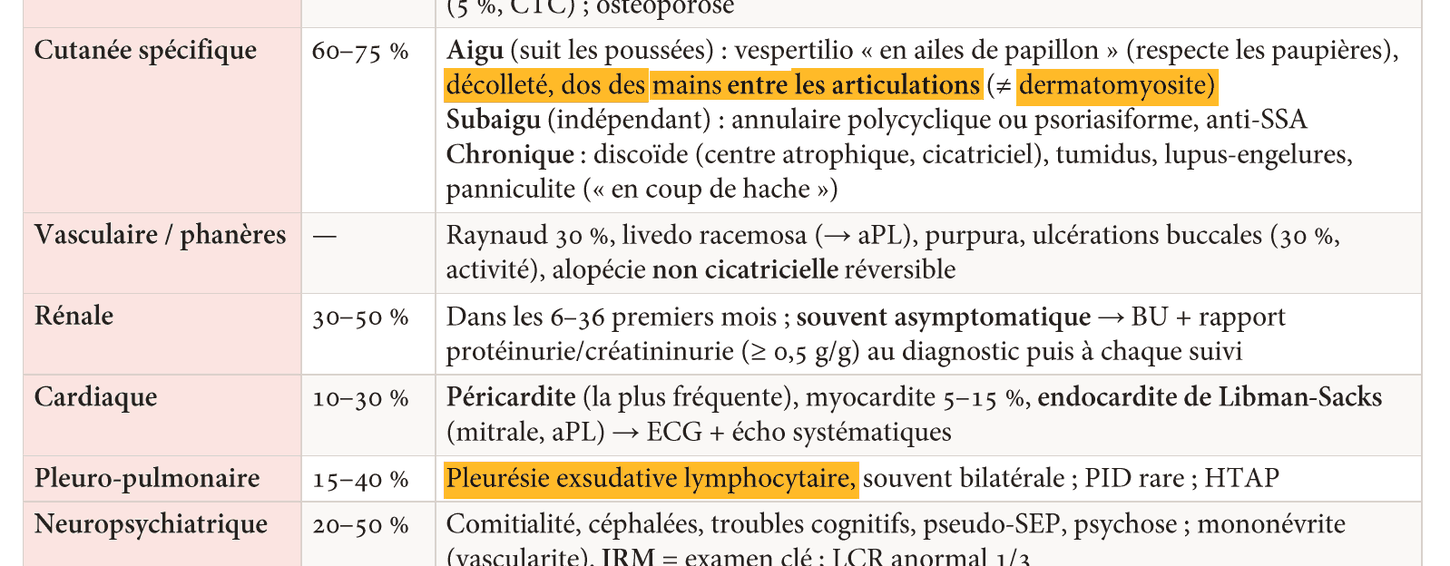 (5 %, CTC) ; ostéoporose
Cutanée spécifique 60–75 % Aigu (suit les poussées) : vespertilio « en ailes de papillon » (respecte les paupières),
décolleté, dos des mains entre les articulations (≠ dermatomyosite)
Subaigu (indépendant) : annulaire polycyclique ou psoriasiforme, anti-SSA
Chronique : discoïde (centre atrophique, cicatriciel), tumidus, lupus-engelures,
panniculite (« en coup de hache »)
Vasculaire / phanères — Raynaud 30 %, livedo racemosa (→ aPL), purpura, ulcérations buccales (30 %,
activité), alopécie non cicatricielle réversible
Rénale 30–50 % Dans les 6–36 premiers mois ; souvent asymptomatique → BU + rapport
protéinurie/créatininurie (≥ 0,5 g/g) au diagnostic puis à chaque suivi
Cardiaque 10–30 % Péricardite (la plus fréquente), myocardite 5–15 %, endocardite de Libman-Sacks
(mitrale, aPL) → ECG + écho systématiques
Pleuro-pulmonaire 15–40 % Pleurésie exsudative lymphocytaire, souvent bilatérale ; PID rare ; HTAP
Neuropsychiatrique 20–50 % Comitialité, céphalées, troubles cognitifs, pseudo-SEP, psychose ; mononévrite
(vascularite). IRM = examen clé ; LCR anormal 1/3